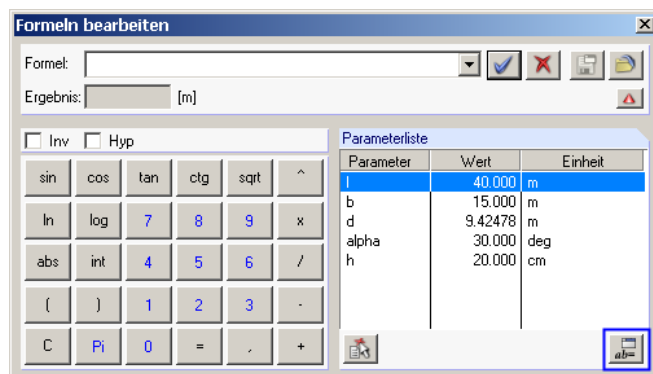 Formeln bearbeiten
Formel:
Ergebnis: [m]
Inv Hyp
sin cos tan ctg sqrt ^
ln log 7 8 9 x
abs int 4 5 6 /
( ) 1 2 3 -
C Pi 0 = , +
Parameterliste
Parameter Wert Einheit
l 40.000 m
b 15.000 m
d 9.42478 m
alpha 30.000 deg
h 20.000 cm
ab=